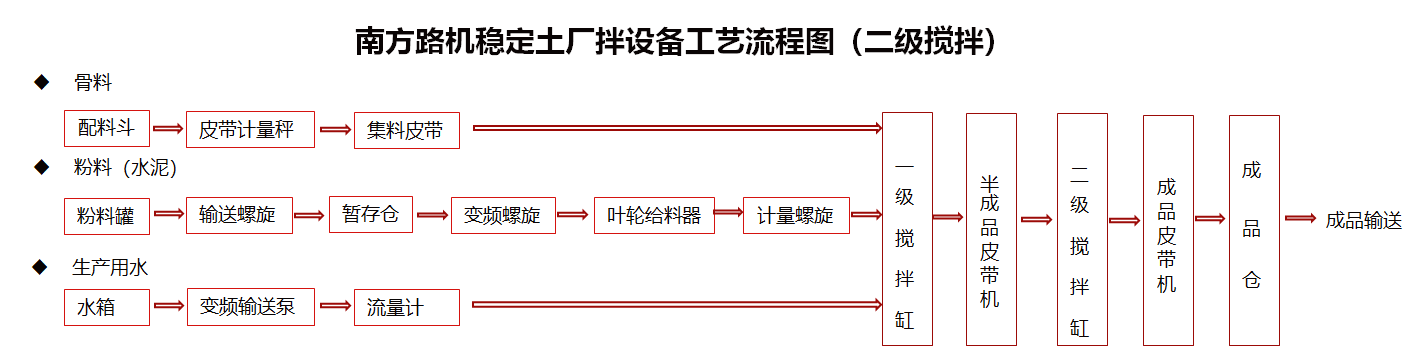 南方路机稳定土厂拌设备工艺流程图（二级搅拌）
骨料
配料斗
皮带计量秤
集料皮带
粉料（水泥）
粉料罐
输送螺旋
暂存仓
变频螺旋
叶轮给料器
计量螺旋
生产用水
水箱
变频输送泵
流量计
一级搅拌缸
半成品皮带机
二级搅拌缸
成品皮带机
成品仓
成品输送